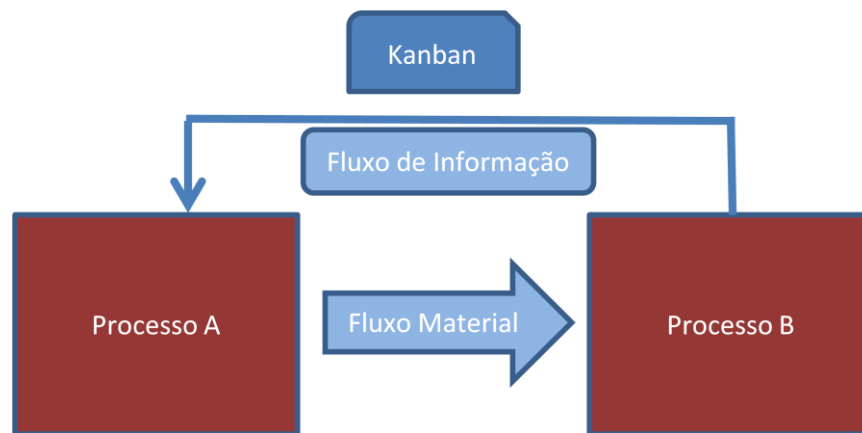 Kanban
Fluxo de Informação
Processo A
Fluxo Material
Processo B